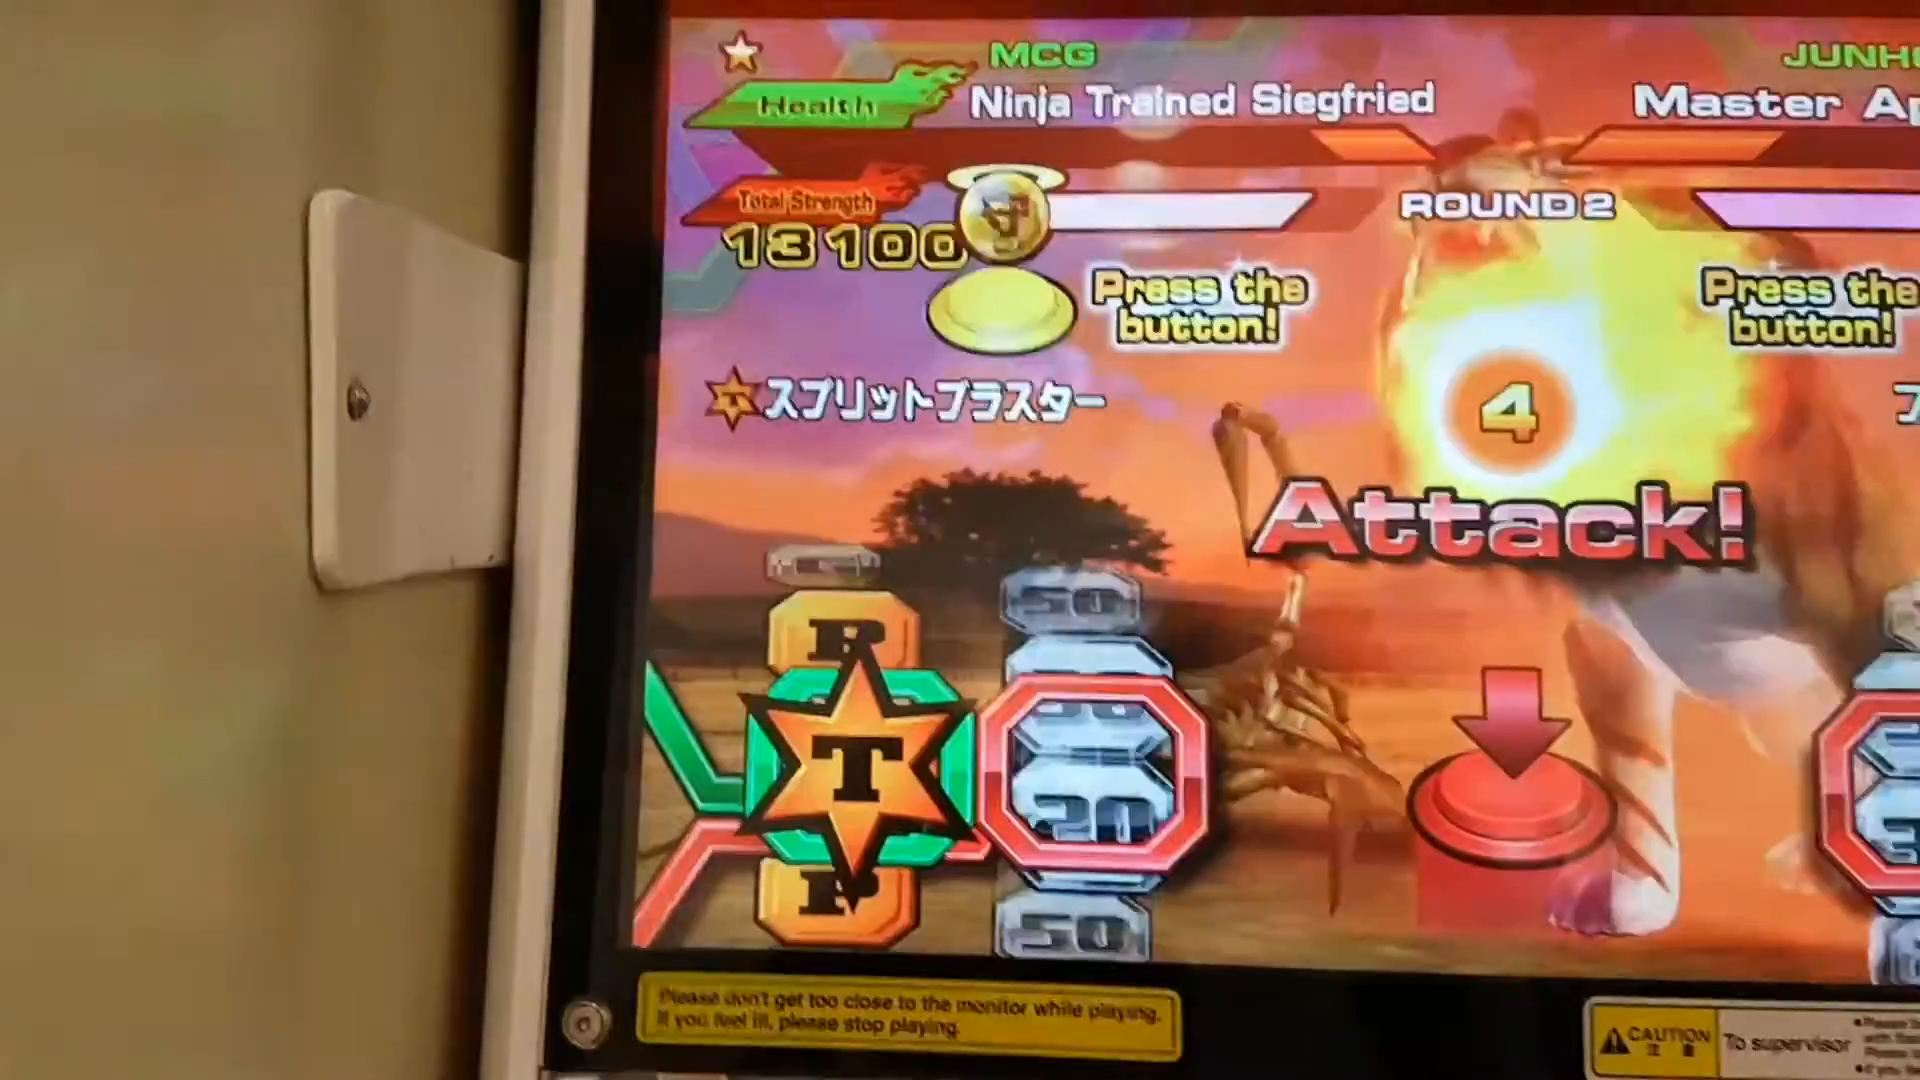 MCG
JUNHO
Health
Ninja Trained Siegfried
Master Ap
Total Strength
13100
ROUND 2
Press the
button!
Press the
button!
スプリットブラスター
4
Attack!
50
R
T
20
P
50
Please don't get too close to the monitor while playing.
If you feel ill, please stop playing.
CAUTION
注 意
To supervisor